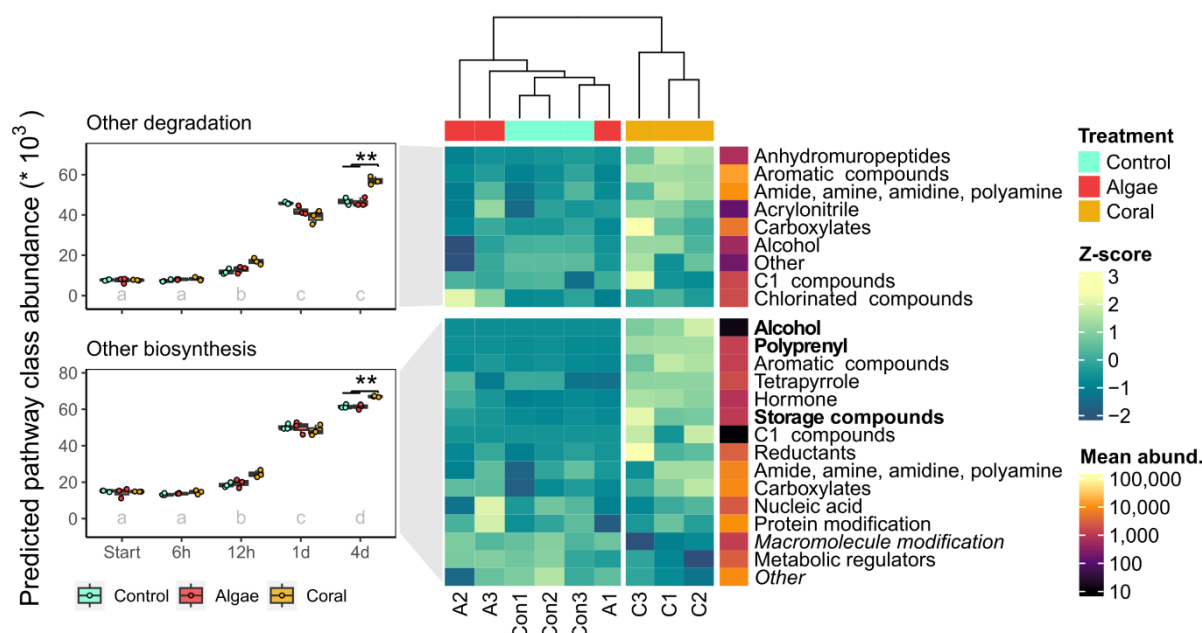 Predicted pathway class abundance (* 10³)
Other degradation
60
40
20
0
**
a a b c c
Other biosynthesis
80
60
40
20
0
**
a a b c d
Start 6h 12h 1d 4d
Control Algae Coral
Anhydromuropeptides
Aromatic compounds
Amide, amine, amidine, polyamine
Acrylonitrile
Carboxylates
Alcohol
Other
C1 compounds
Chlorinated compounds
Alcohol
Polyprenyl
Aromatic compounds
Tetrapyrrole
Hormone
Storage compounds
C1 compounds
Reductants
Amide, amine, amidine, polyamine
Carboxylates
Nucleic acid
Protein modification
Macromolecule modification
Metabolic regulators
Other
A2 A3 Con1 Con2 Con3 A1 C3 C1 C2
Treatment
Control
Algae
Coral
Z-score
3
2
1
0
−1
−2
Mean abund.
100,000
10,000
1,000
100
10